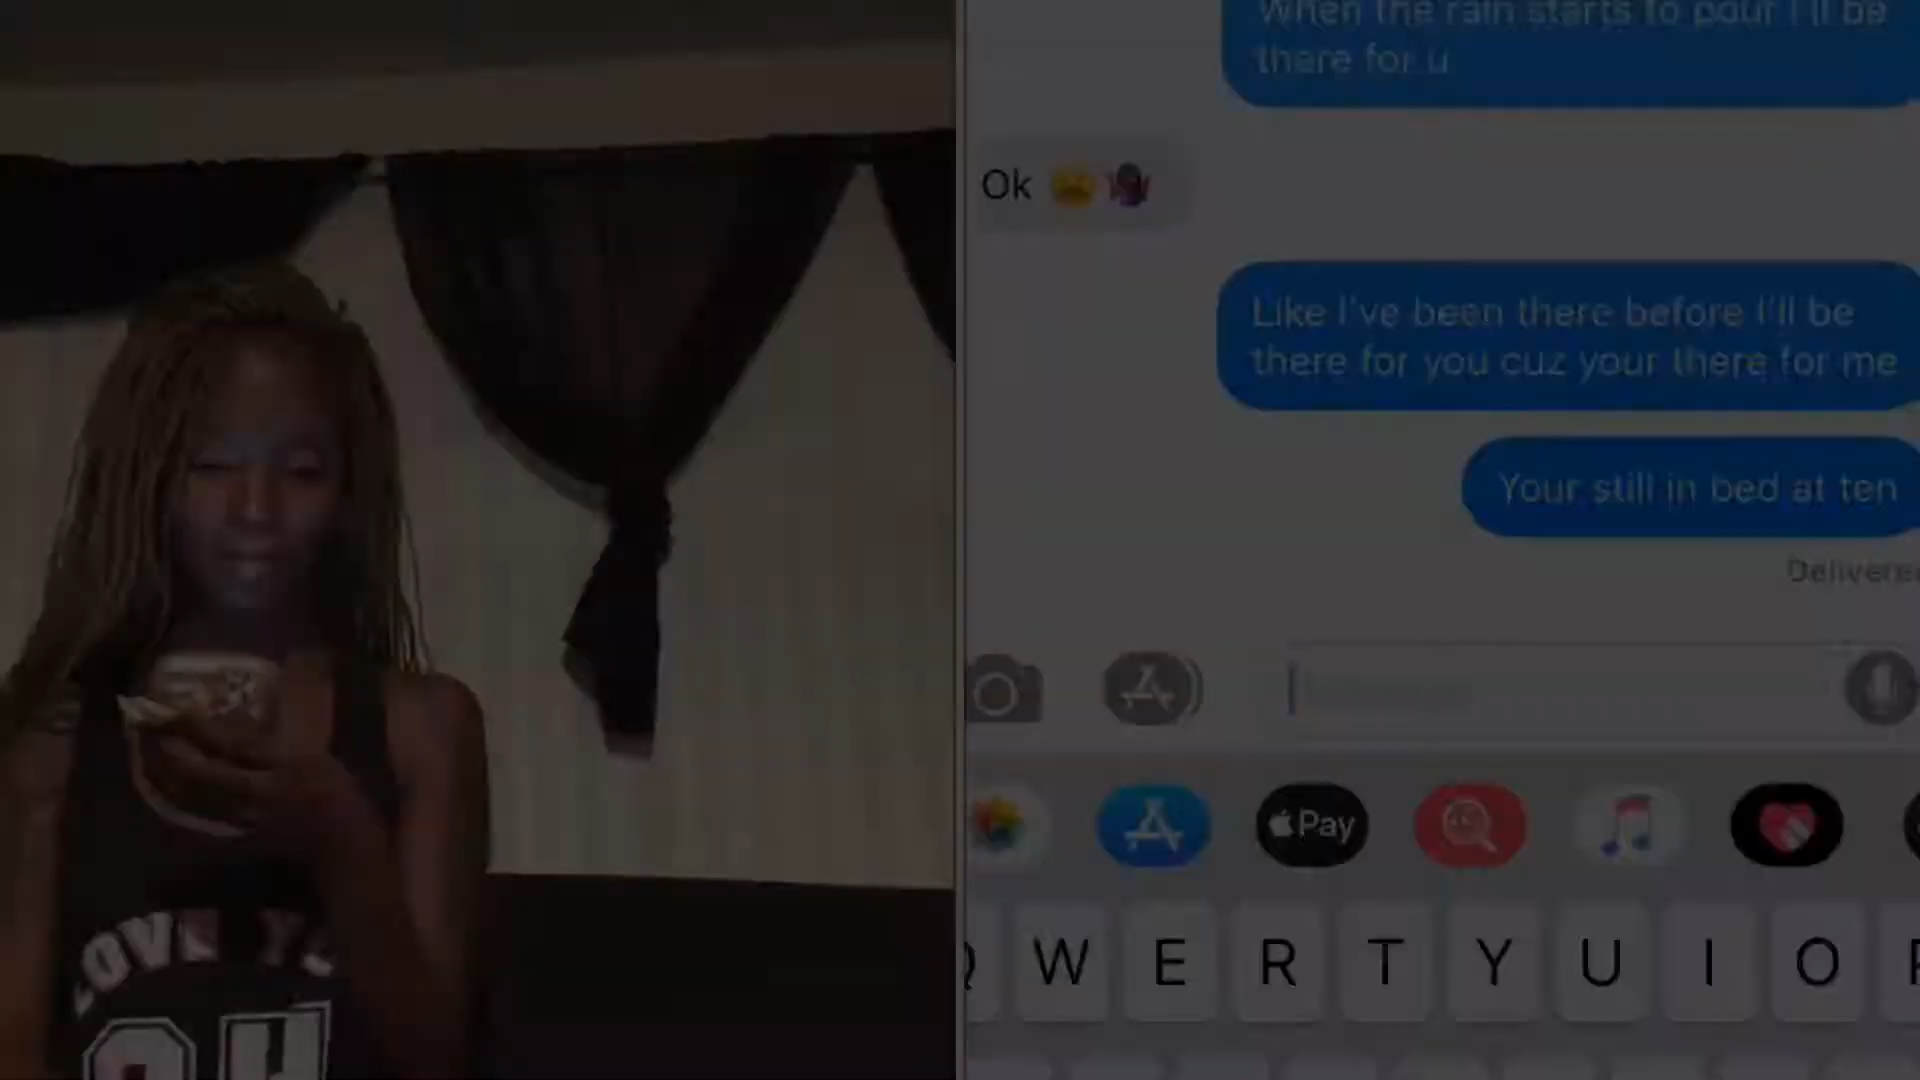 When the rain starts to pour I'll be
there for u
Ok
Like I've been there before I'll be
there for you cuz your there for me
Your still in bed at ten
Pay
W E R T Y U I O
LOVE